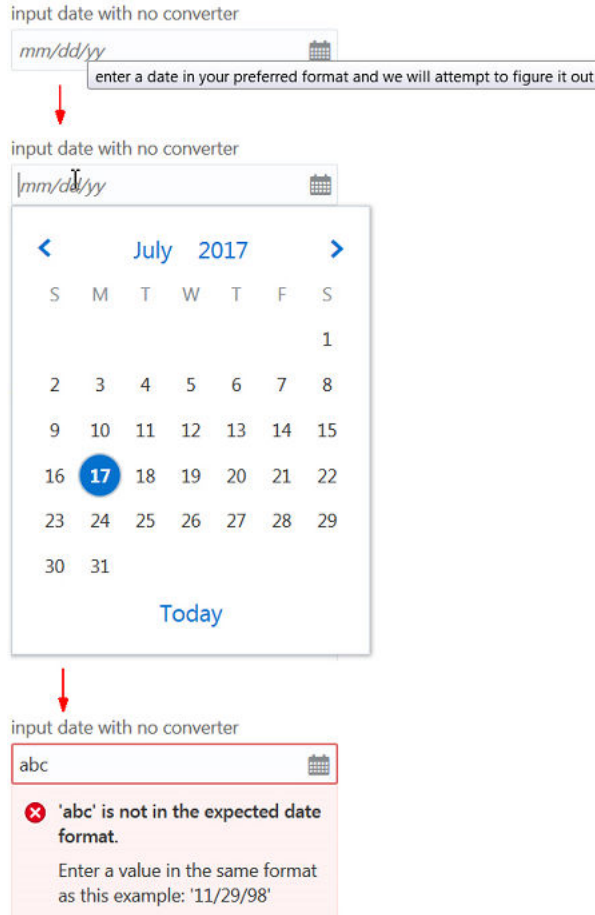 input date with no converter
mm/dd/yy
enter a date in your preferred format and we will attempt to figure it out
input date with no converter
mm/dd/yy
July 2017
S M T W T F S
1
2 3 4 5 6 7 8
9 10 11 12 13 14 15
16 17 18 19 20 21 22
23 24 25 26 27 28 29
30 31
Today
input date with no converter
abc
'abc' is not in the expected date
format.
Enter a value in the same format
as this example: '11/29/98'